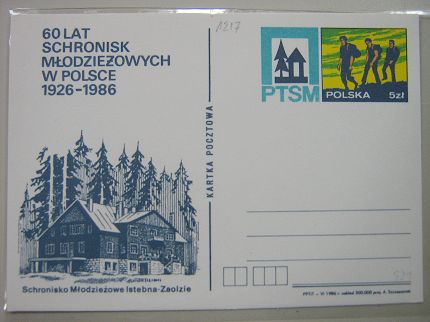 60 LAT
SCHRONISK
MŁODZIEŻOWYCH
W POLSCE
1926-1986
1217
PTSM
POLSKA 5zł
KARTKA POCZTOWA
Schronisko Młodzieżowe Istebna-Zaolzie